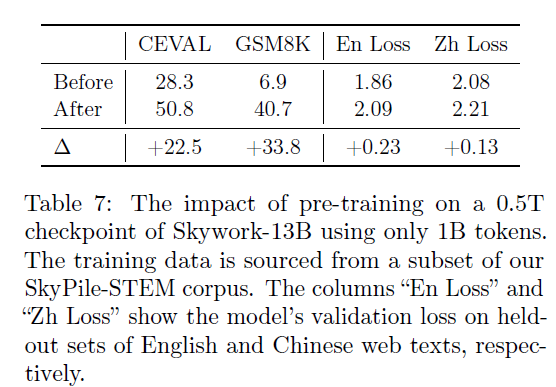 CEVAL GSM8K En Loss Zh Loss
Before 28.3 6.9 1.86 2.08
After 50.8 40.7 2.09 2.21
Δ +22.5 +33.8 +0.23 +0.13
Table 7: The impact of pre-training on a 0.5T
checkpoint of Skywork-13B using only 1B tokens.
The training data is sourced from a subset of our
SkyPile-STEM corpus. The columns “En Loss” and
“Zh Loss” show the model’s validation loss on held-
out sets of English and Chinese web texts, respec-
tively.